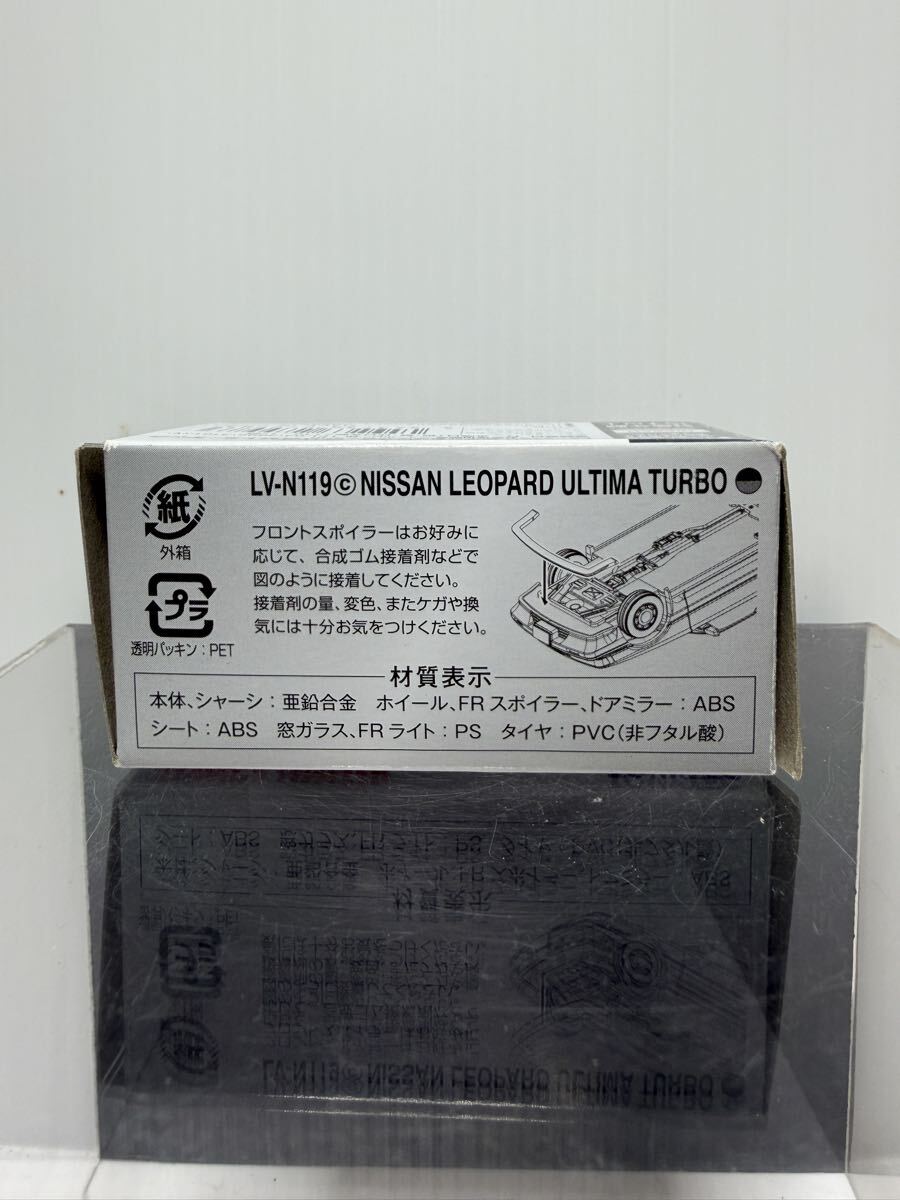 LV-N119ⓒ NISSAN LEOPARD ULTIMA TURBO
紙
外箱
プラ
透明パッキン：PET
フロントスポイラーはお好みに
応じて、合成ゴム接着剤などで
図のように接着してください。
接着剤の量、変色、またケガや換
気には十分お気をつけください。
材質表示
本体、シャーシ：亜鉛合金 ホイール、FRスポイラー、ドアミラー：ABS
シート：ABS 窓ガラス、FRライト：PS タイヤ：PVC（非フタル酸）